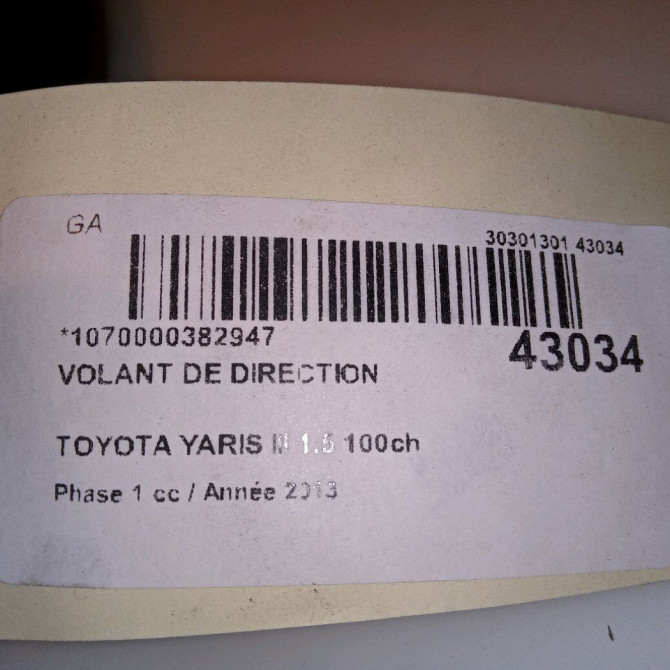 GA
30301301 43034
*1070000382947
43034
VOLANT DE DIRECTION
TOYOTA YARIS III 1.5 100ch
Phase 1 cc / Année 2013